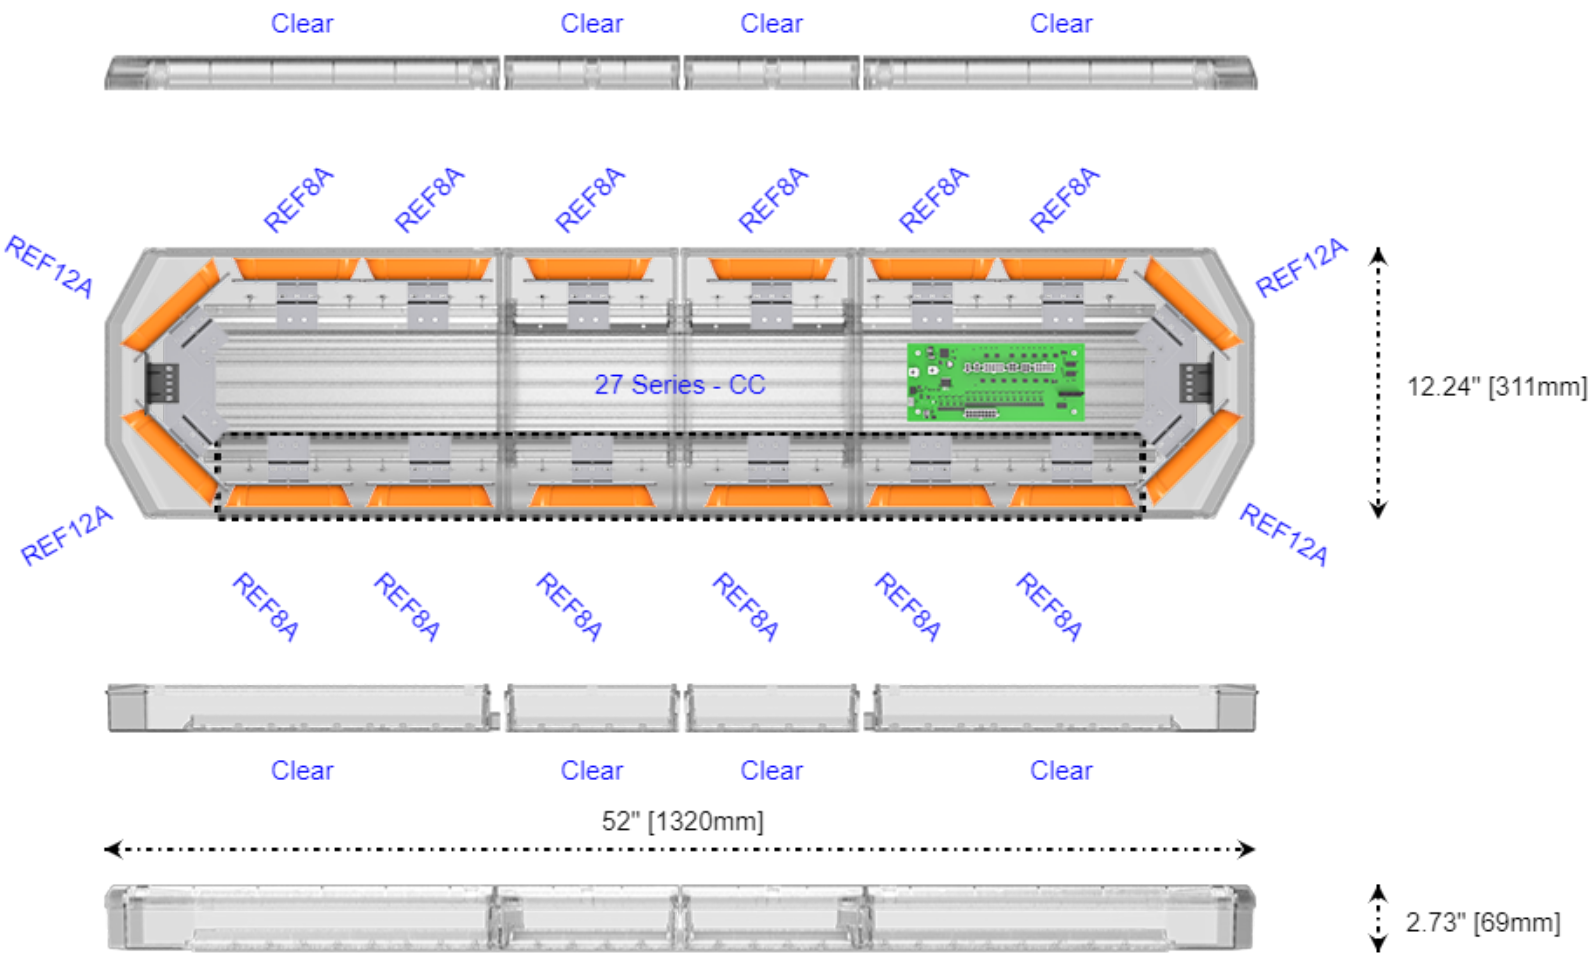 Clear Clear Clear Clear
REF8A REF8A REF8A REF8A REF8A REF8A
REF12A REF12A
27 Series - CC
12.24" [311mm]
REF12A REF12A
REF8A REF8A REF8A REF8A REF8A REF8A
Clear Clear Clear Clear
52" [1320mm]
2.73" [69mm]